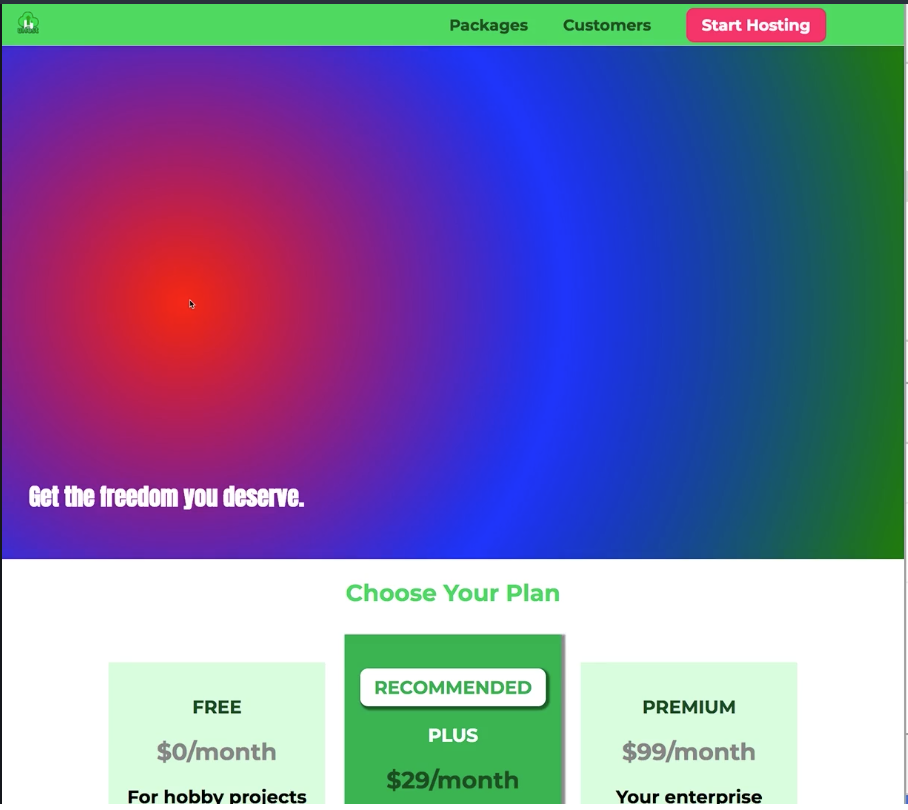 Packages Customers Start Hosting
Get the freedom you deserve.
Choose Your Plan
RECOMMENDED
FREE
PLUS
PREMIUM
$0/month
$29/month
$99/month
For hobby projects
Your enterprise